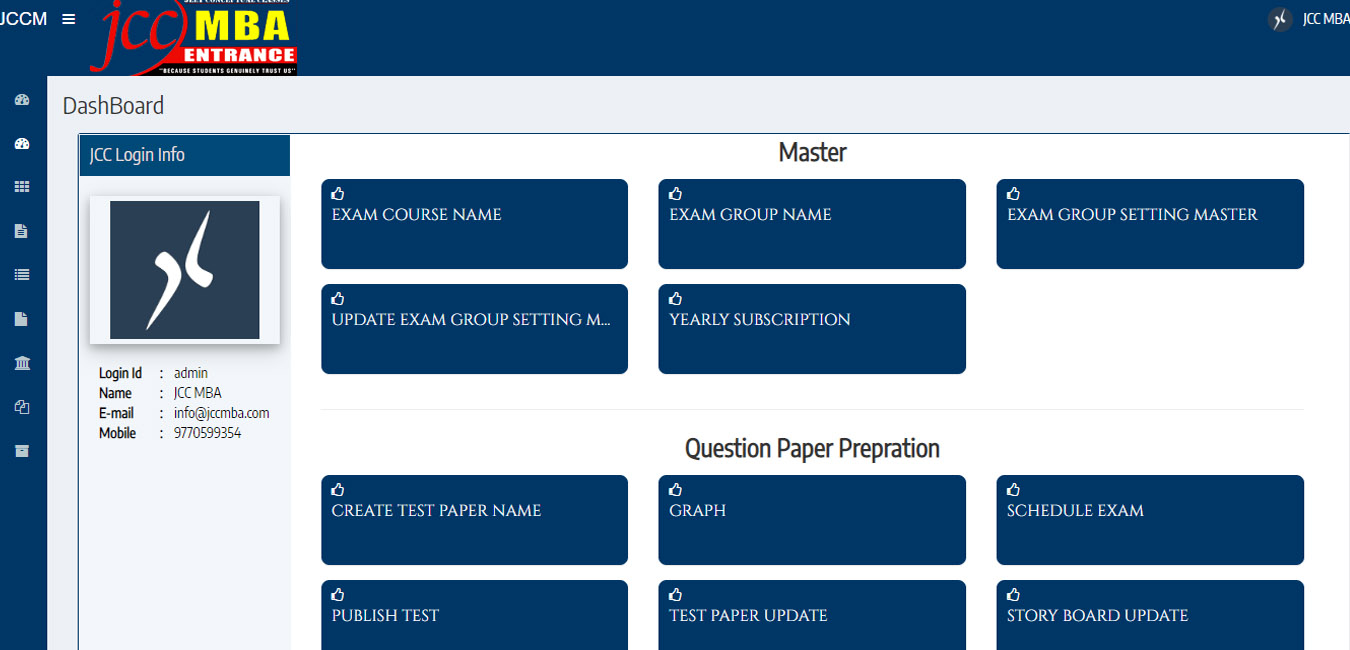 JCCM
JEET CONCEPTUAL CLASSES
jcc MBA
ENTRANCE
"BECAUSE STUDENTS GENUINELY TRUST US"
JCC MBA
DashBoard
JCC Login Info
Login Id : admin
Name : JCC MBA
E-mail : info@jccmba.com
Mobile : 9770599354
Master
EXAM COURSE NAME
EXAM GROUP NAME
EXAM GROUP SETTING MASTER
UPDATE EXAM GROUP SETTING M...
YEARLY SUBSCRIPTION
Question Paper Prepration
CREATE TEST PAPER NAME
GRAPH
SCHEDULE EXAM
PUBLISH TEST
TEST PAPER UPDATE
STORY BOARD UPDATE